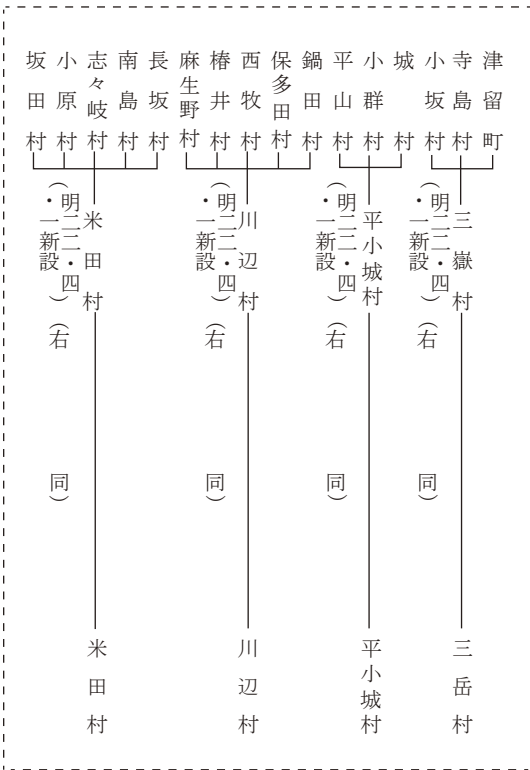 津留町
寺島村
小坂村
城村
小群村
平山村
鍋田村
保多田村
西牧村
椿井村
麻生野村
長坂村
南島村
志々岐村
小原村
坂田村
三嶽村
(明二二・四
・一新設)
(右同)
三岳村
平小城村
(明二二・四
・一新設)
(右同)
平小城村
川辺村
(明二二・四
・一新設)
(右同)
川辺村
米田村
(明二二・四
・一新設)
(右同)
米田村